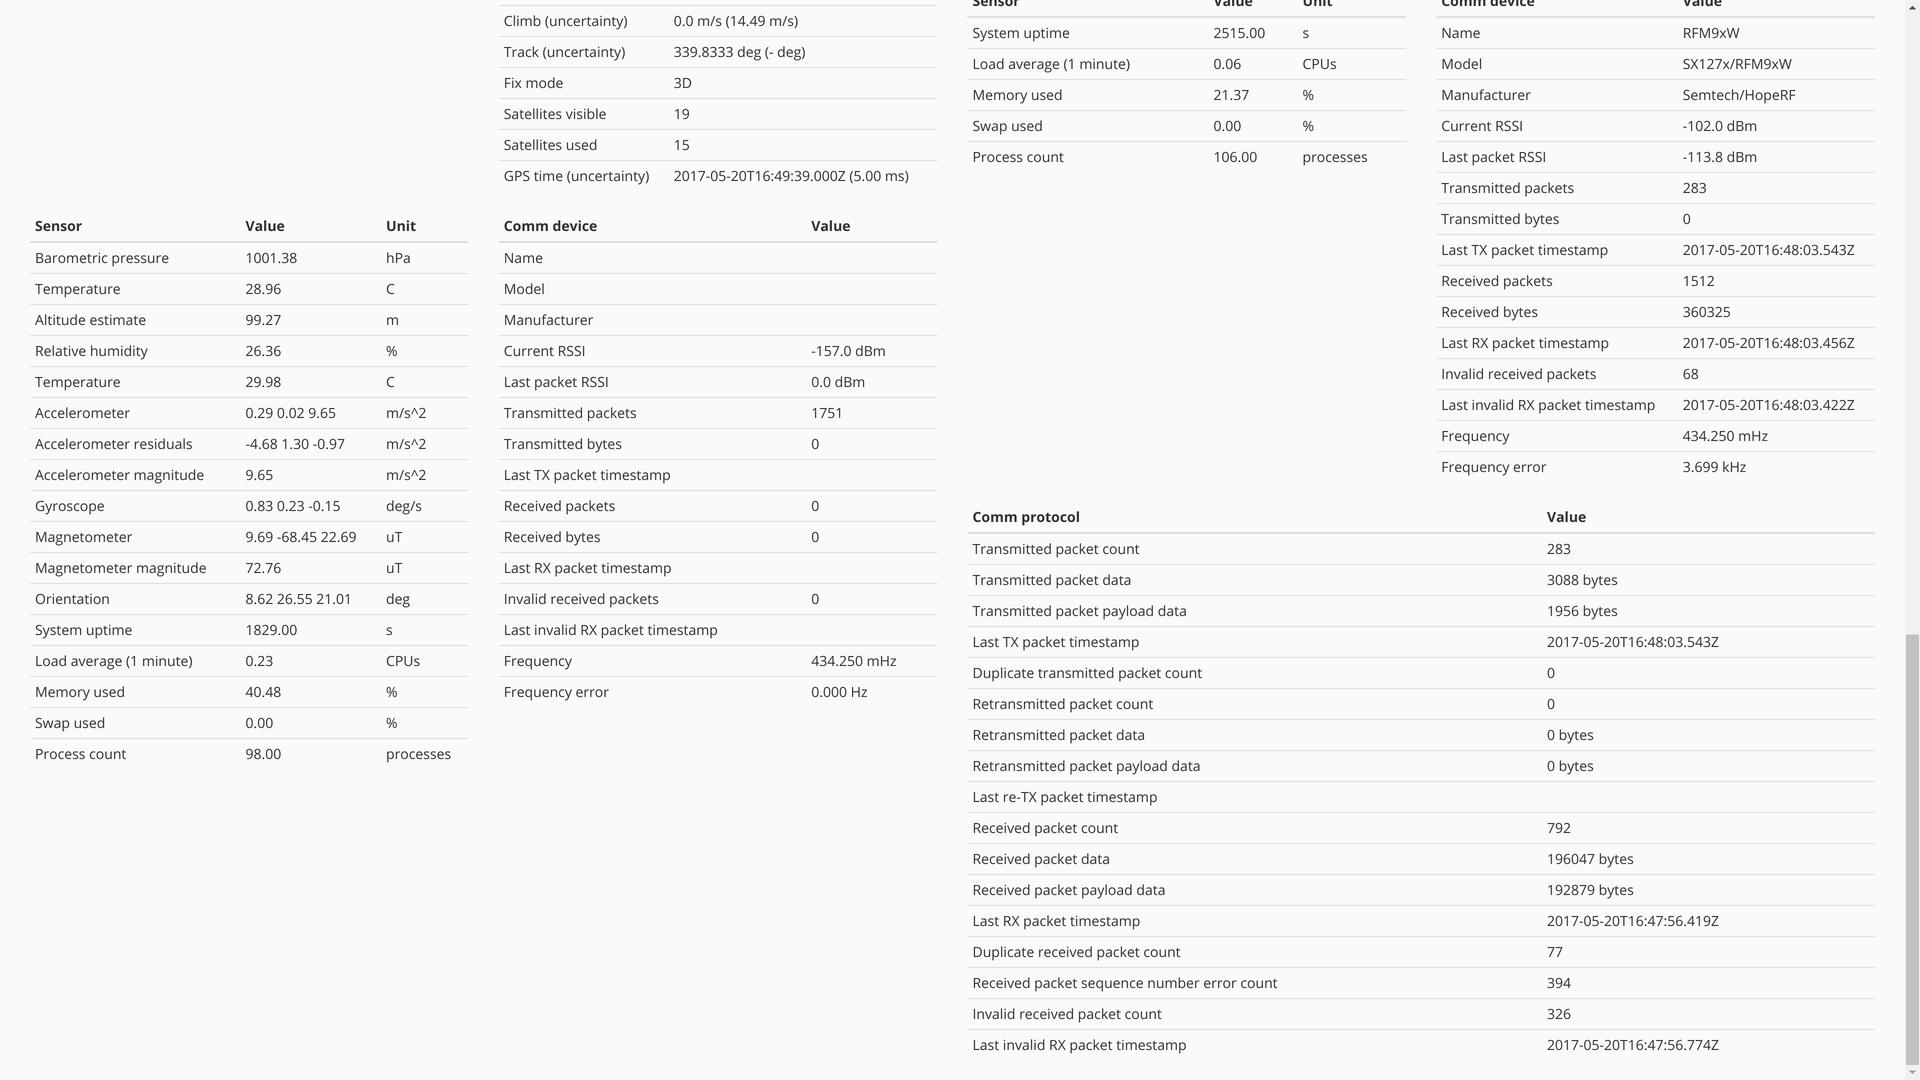 Climb (uncertainty) 0.0 m/s (14.49 m/s)
Track (uncertainty) 339.8333 deg (- deg)
Fix mode 3D
Satellites visible 19
Satellites used 15
GPS time (uncertainty) 2017-05-20T16:49:39.000Z (5.00 ms)
Sensor Value Unit
Barometric pressure 1001.38 hPa
Temperature 28.96 C
Altitude estimate 99.27 m
Relative humidity 26.36 %
Temperature 29.98 C
Accelerometer 0.29 0.02 9.65 m/s^2
Accelerometer residuals -4.68 1.30 -0.97 m/s^2
Accelerometer magnitude 9.65 m/s^2
Gyroscope 0.83 0.23 -0.15 deg/s
Magnetometer 9.69 -68.45 22.69 uT
Magnetometer magnitude 72.76 uT
Orientation 8.62 26.55 21.01 deg
System uptime 1829.00 s
Load average (1 minute) 0.23 CPUs
Memory used 40.48 %
Swap used 0.00 %
Process count 98.00 processes
Comm device Value
Name
Model
Manufacturer
Current RSSI -157.0 dBm
Last packet RSSI 0.0 dBm
Transmitted packets 1751
Transmitted bytes 0
Last TX packet timestamp
Received packets 0
Received bytes 0
Last RX packet timestamp
Invalid received packets 0
Last invalid RX packet timestamp
Frequency 434.250 mHz
Frequency error 0.000 Hz
Sensor Value Unit
System uptime 2515.00 s
Load average (1 minute) 0.06 CPUs
Memory used 21.37 %
Swap used 0.00 %
Process count 106.00 processes
Comm device Value
Name RFM9xW
Model SX127x/RFM9xW
Manufacturer Semtech/HopeRF
Current RSSI -102.0 dBm
Last packet RSSI -113.8 dBm
Transmitted packets 283
Transmitted bytes 0
Last TX packet timestamp 2017-05-20T16:48:03.543Z
Received packets 1512
Received bytes 360325
Last RX packet timestamp 2017-05-20T16:48:03.456Z
Invalid received packets 68
Last invalid RX packet timestamp 2017-05-20T16:48:03.422Z
Frequency 434.250 mHz
Frequency error 3.699 kHz
Comm protocol Value
Transmitted packet count 283
Transmitted packet data 3088 bytes
Transmitted packet payload data 1956 bytes
Last TX packet timestamp 2017-05-20T16:48:03.543Z
Duplicate transmitted packet count 0
Retransmitted packet count 0
Retransmitted packet data 0 bytes
Retransmitted packet payload data 0 bytes
Last re-TX packet timestamp
Received packet count 792
Received packet data 196047 bytes
Received packet payload data 192879 bytes
Last RX packet timestamp 2017-05-20T16:47:56.419Z
Duplicate received packet count 77
Received packet sequence number error count 394
Invalid received packet count 326
Last invalid RX packet timestamp 2017-05-20T16:47:56.774Z